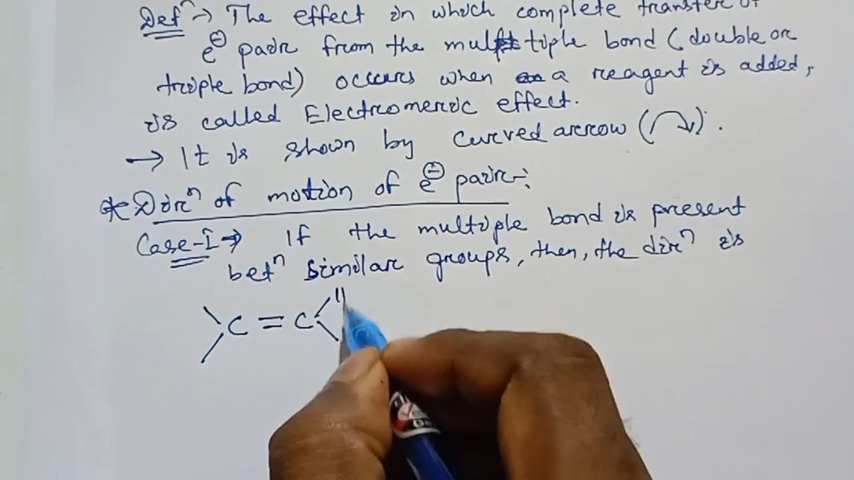 Defⁿ → The effect in which complete transfer of
e⊖ pair from the multiple bond (double or
triple bond) occurs when a reagent is added,
is called Electromeric effect.
→ It is shown by curved arrow (↷).
* Dirⁿ of motion of e⊖ pair:
Case-I → If the multiple bond is present
betⁿ similar groups, then, the dirⁿ is
C = C